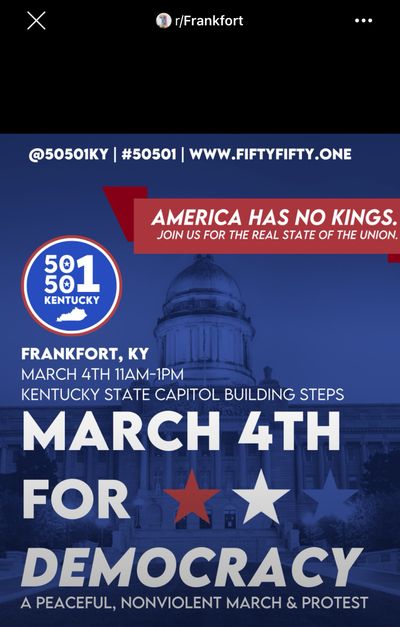 r/Frankfort
@50501KY | #50501 | WWW.FIFTYFIFTY.ONE
AMERICA HAS NO KINGS.
JOIN US FOR THE REAL STATE OF THE UNION.
50
501
KENTUCKY
FRANKFORT, KY
MARCH 4TH 11AM-1PM
KENTUCKY STATE CAPITOL BUILDING STEPS
MARCH 4TH
FOR
DEMOCRACY
A PEACEFUL, NONVIOLENT MARCH & PROTEST